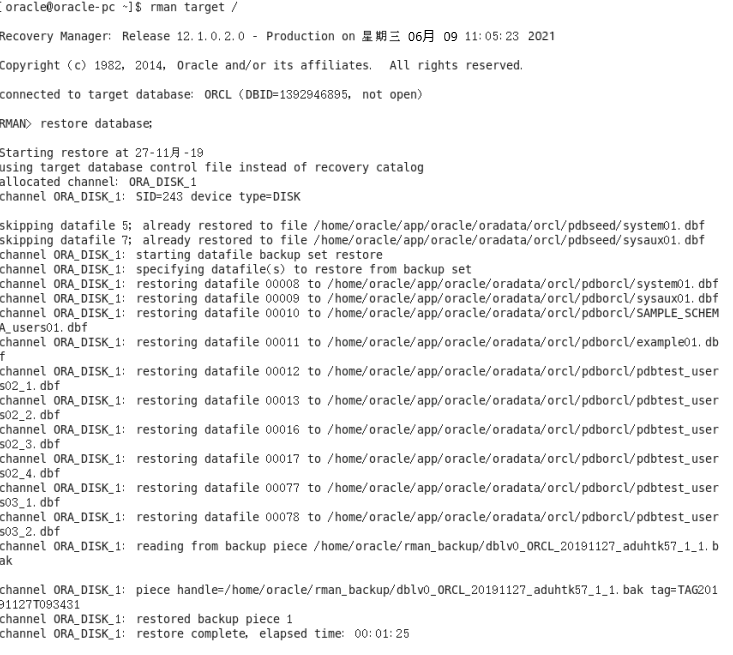 [oracle@oracle-pc ~]$ rman target /
Recovery Manager: Release 12.1.0.2.0 - Production on 星期三 06月 09 11:05:23 2021
Copyright (c) 1982, 2014, Oracle and/or its affiliates.  All rights reserved.
connected to target database: ORCL (DBID=1392946895, not open)
RMAN> restore database;
Starting restore at 27-11月-19
using target database control file instead of recovery catalog
allocated channel: ORA_DISK_1
channel ORA_DISK_1: SID=243 device type=DISK
skipping datafile 5; already restored to file /home/oracle/app/oracle/oradata/orcl/pdbseed/system01.dbf
skipping datafile 7; already restored to file /home/oracle/app/oracle/oradata/orcl/pdbseed/sysaux01.dbf
channel ORA_DISK_1: starting datafile backup set restore
channel ORA_DISK_1: specifying datafile(s) to restore from backup set
channel ORA_DISK_1: restoring datafile 00008 to /home/oracle/app/oracle/oradata/orcl/pdborcl/system01.dbf
channel ORA_DISK_1: restoring datafile 00009 to /home/oracle/app/oracle/oradata/orcl/pdborcl/sysaux01.dbf
channel ORA_DISK_1: restoring datafile 00010 to /home/oracle/app/oracle/oradata/orcl/pdborcl/SAMPLE_SCHEM
A_users01.dbf
channel ORA_DISK_1: restoring datafile 00011 to /home/oracle/app/oracle/oradata/orcl/pdborcl/example01.db
f
channel ORA_DISK_1: restoring datafile 00012 to /home/oracle/app/oracle/oradata/orcl/pdborcl/pdbtest_user
s02_1.dbf
channel ORA_DISK_1: restoring datafile 00013 to /home/oracle/app/oracle/oradata/orcl/pdborcl/pdbtest_user
s02_2.dbf
channel ORA_DISK_1: restoring datafile 00016 to /home/oracle/app/oracle/oradata/orcl/pdborcl/pdbtest_user
s02_3.dbf
channel ORA_DISK_1: restoring datafile 00017 to /home/oracle/app/oracle/oradata/orcl/pdborcl/pdbtest_user
s02_4.dbf
channel ORA_DISK_1: restoring datafile 00077 to /home/oracle/app/oracle/oradata/orcl/pdborcl/pdbtest_user
s03_1.dbf
channel ORA_DISK_1: restoring datafile 00078 to /home/oracle/app/oracle/oradata/orcl/pdborcl/pdbtest_user
s03_2.dbf
channel ORA_DISK_1: reading from backup piece /home/oracle/rman_backup/dblv0_ORCL_20191127_aduhtk57_1_1.b
ak
channel ORA_DISK_1: piece handle=/home/oracle/rman_backup/dblv0_ORCL_20191127_aduhtk57_1_1.bak tag=TAG201
91127T093431
channel ORA_DISK_1: restored backup piece 1
channel ORA_DISK_1: restore complete, elapsed time: 00:01:25